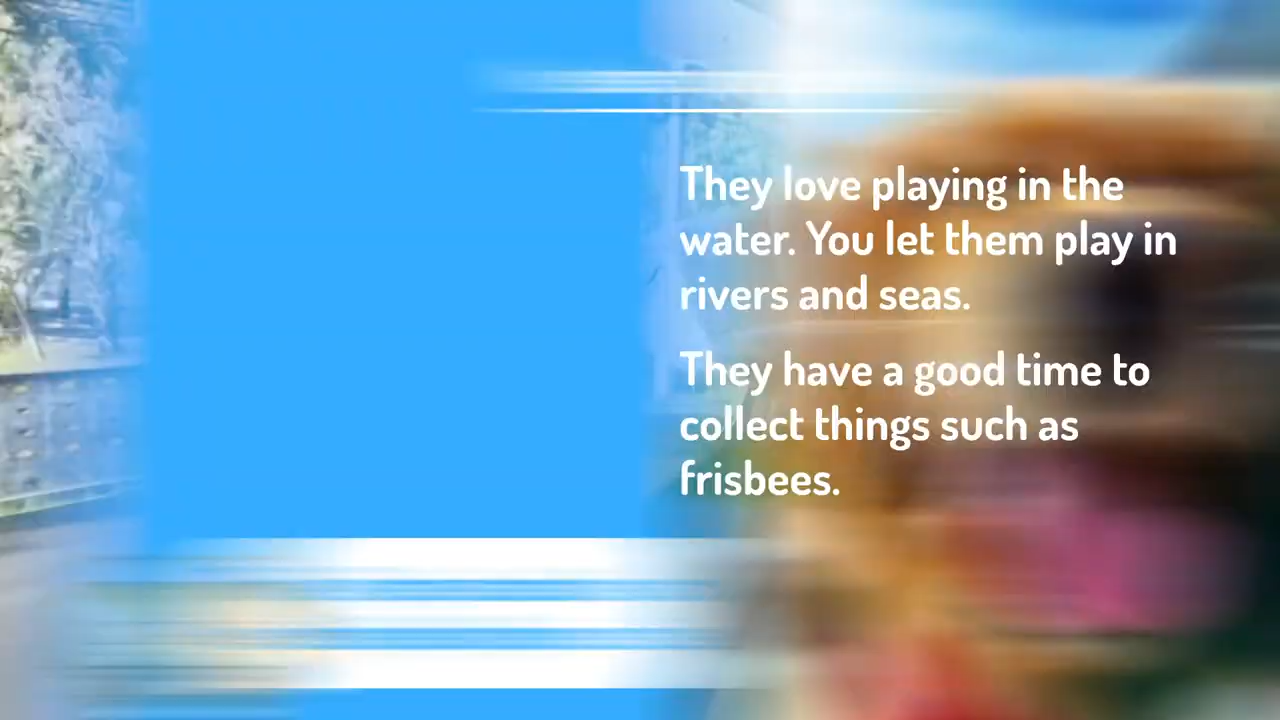 They love playing in the
water. You let them play in
rivers and seas.
They have a good time to
collect things such as
frisbees.